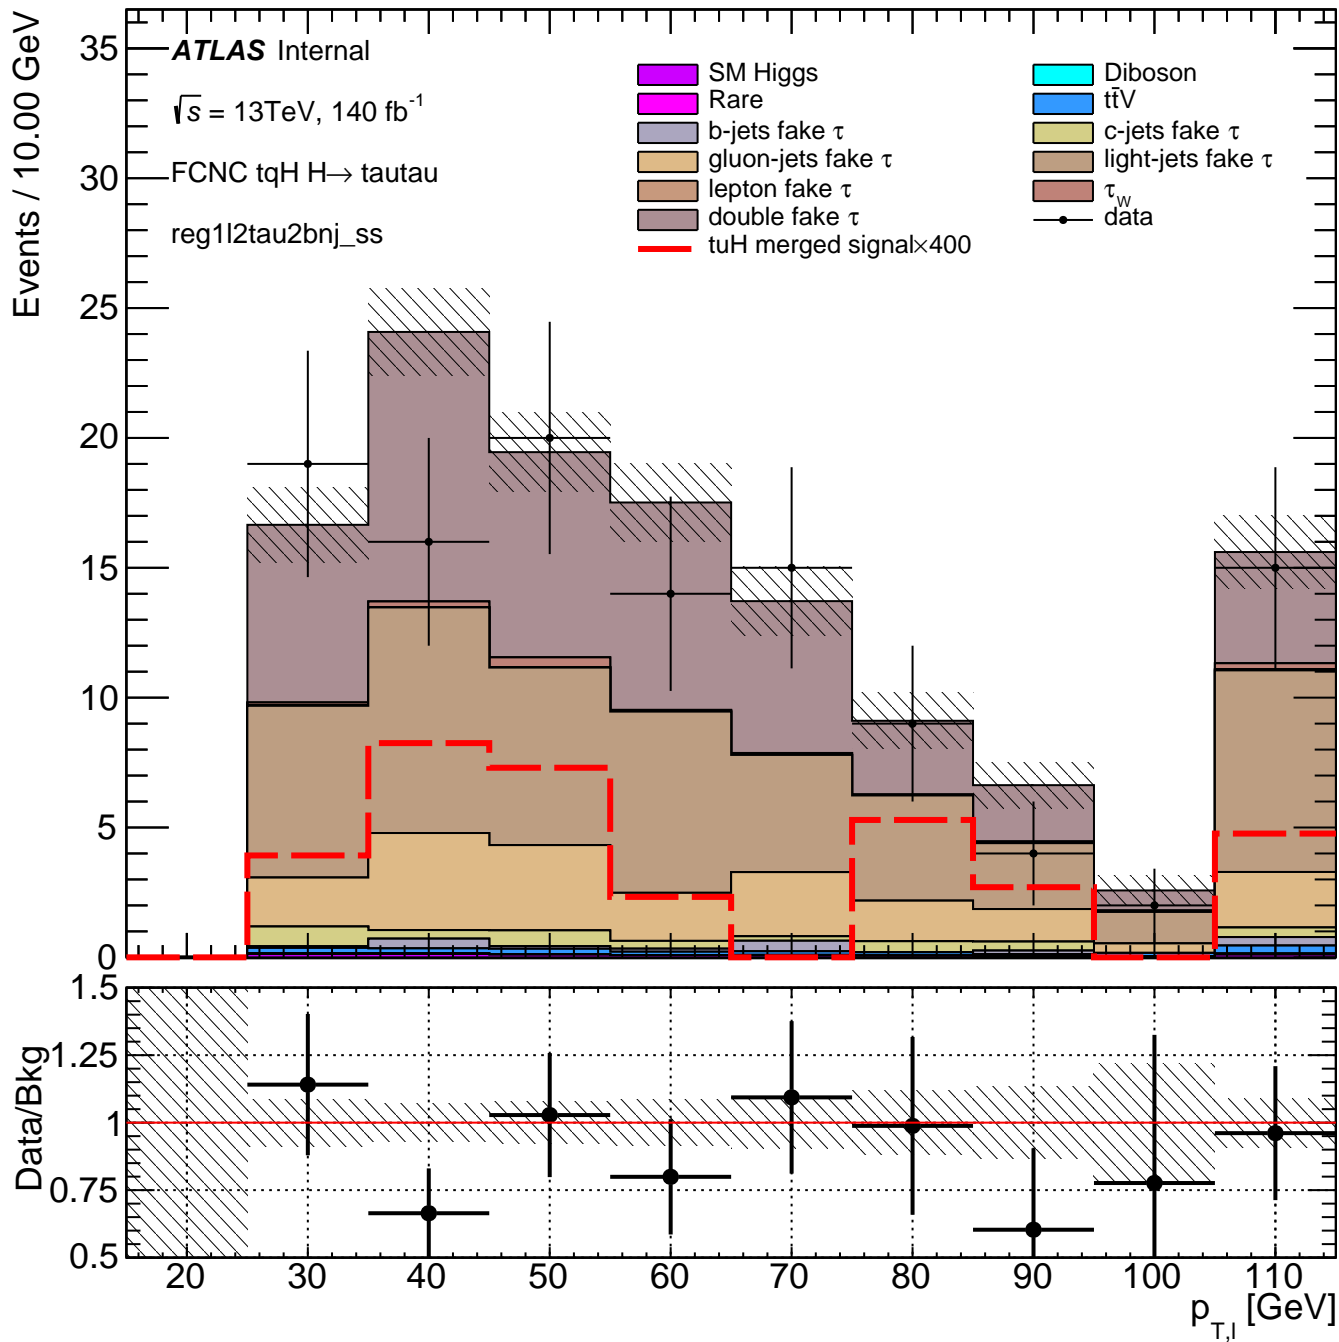 Events / 10.00 GeV
35
30
25
20
15
10
5
0
ATLAS Internal
√s = 13TeV, 140 fb⁻¹
FCNC tqH H→ tautau
reg1l2tau2bnj_ss
SM Higgs
Rare
b-jets fake τ
gluon-jets fake τ
lepton fake τ
double fake τ
tuH merged signal×400
Diboson
tt̄V
c-jets fake τ
light-jets fake τ
τ_W
data
Data/Bkg
1.5
1.25
1
0.75
0.5
20 30 40 50 60 70 80 90 100 110
p_T,l [GeV]